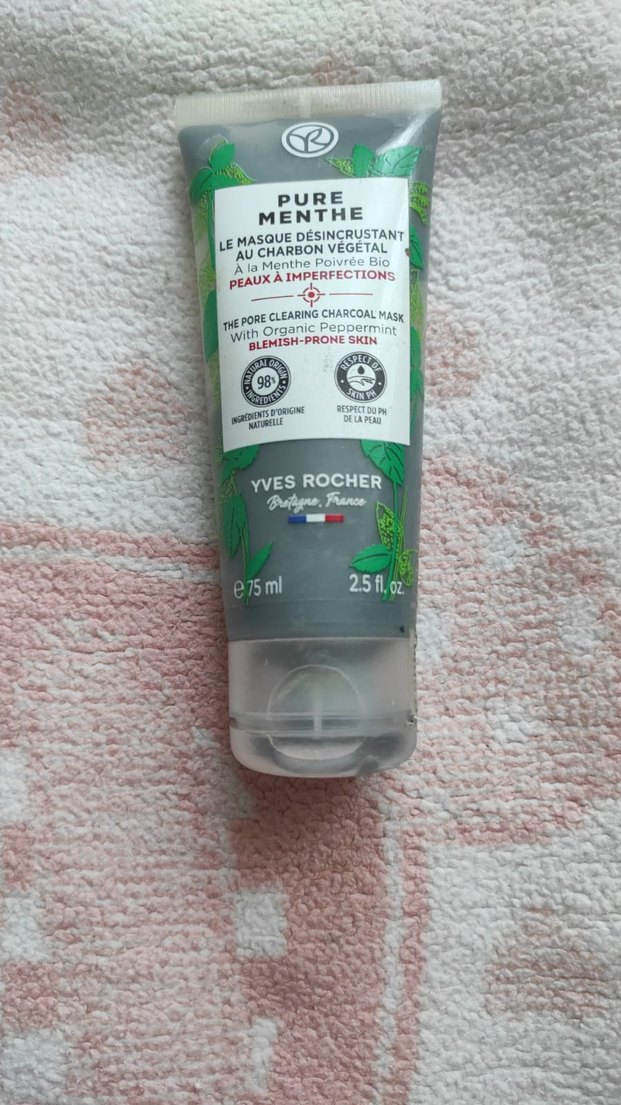 YR
PURE
MENTHE
LE MASQUE DÉSINCRUSTANT
AU CHARBON VÉGÉTAL
À la Menthe Poivrée Bio
PEAUX À IMPERFECTIONS
THE PORE CLEARING CHARCOAL MASK
With Organic Peppermint
BLEMISH-PRONE SKIN
NATURAL ORIGIN
98%
INGREDIENTS
INGRÉDIENTS D'ORIGINE
NATURELLE
RESPECT OF
SKIN PH
RESPECT DU PH
DE LA PEAU
YVES ROCHER
Bretagne, France
e 75 ml
2.5 fl. oz.